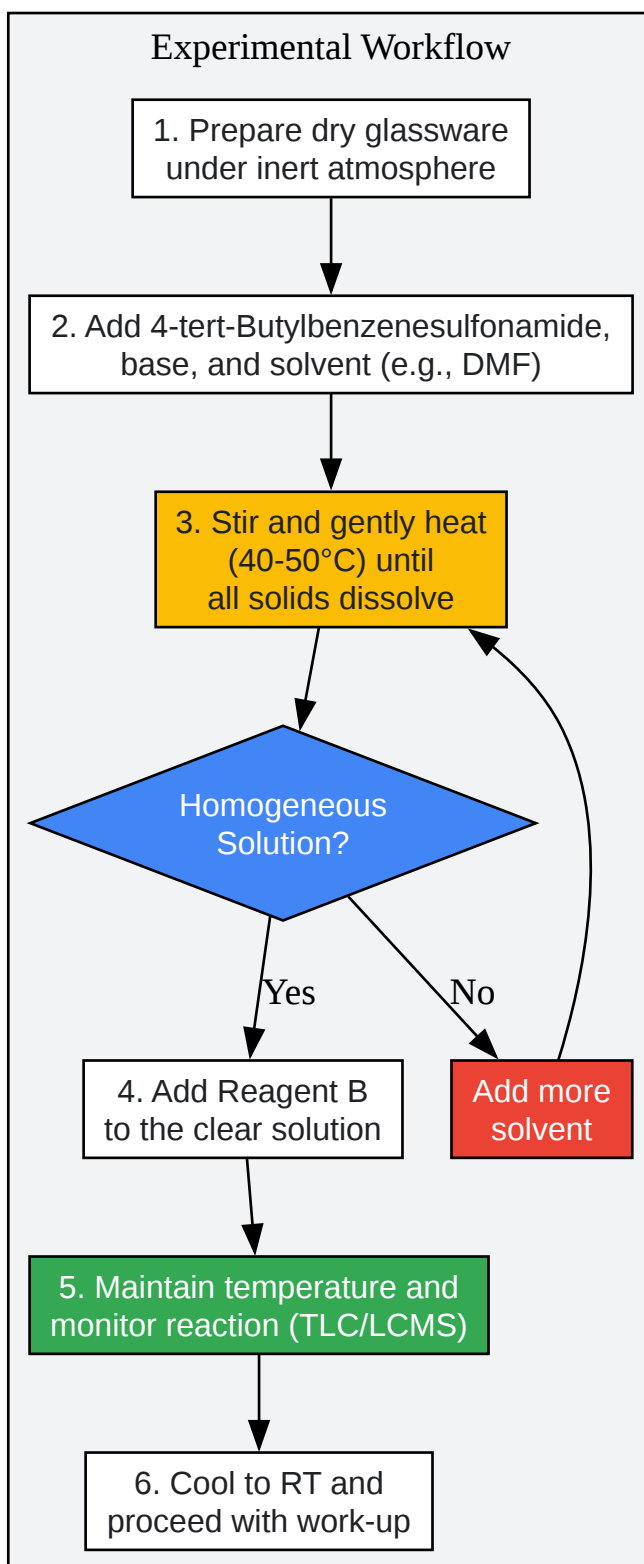 Experimental Workflow
1. Prepare dry glassware
under inert atmosphere
2. Add 4-tert-Butylbenzenesulfonamide,
base, and solvent (e.g., DMF)
3. Stir and gently heat
(40-50°C) until
all solids dissolve
Homogeneous
Solution?
Yes
No
4. Add Reagent B
to the clear solution
Add more
solvent
5. Maintain temperature and
monitor reaction (TLC/LCMS)
6. Cool to RT and
proceed with work-up